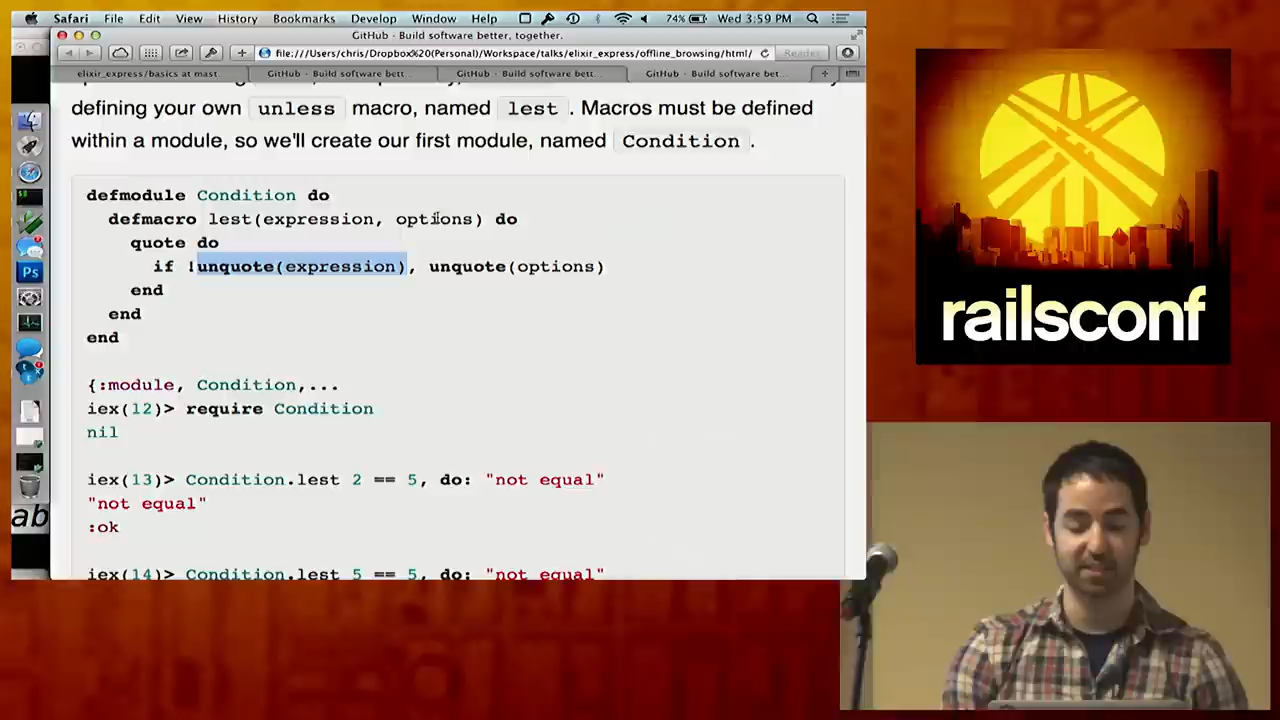 Safari File Edit View History Bookmarks Develop Window Help 74% Wed 3:59 PM
GitHub - Build software better, together.
file:///Users/chris/Dropbox%20(Personal)/Workspace/talks/elixir_express/offline_browsing/html/ Reader
elixir_express/basics at mast... GitHub - Build software bett... GitHub - Build software bett... GitHub - Build software bet...
defining your own unless macro, named lest. Macros must be defined
within a module, so we'll create our first module, named Condition.
defmodule Condition do
defmacro lest(expression, options) do
quote do
if !unquote(expression), unquote(options)
end
end
end
{:module, Condition,...
iex(12)> require Condition
nil
iex(13)> Condition.lest 2 == 5, do: "not equal"
"not equal"
:ok
iex(14)> Condition.lest 5 == 5, do: "not equal"
Ps
ab
railsconf